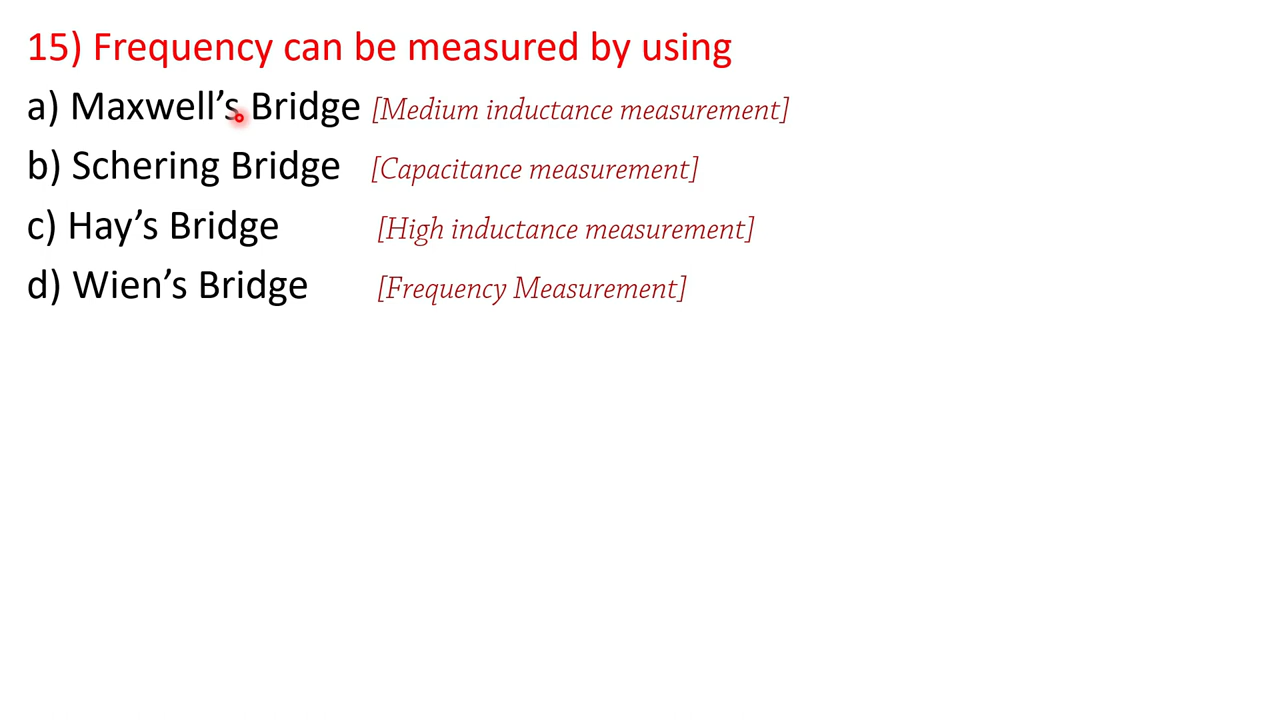 15) Frequency can be measured by using
a) Maxwell’s Bridge [Medium inductance measurement]
b) Schering Bridge [Capacitance measurement]
c) Hay’s Bridge [High inductance measurement]
d) Wien’s Bridge [Frequency Measurement]